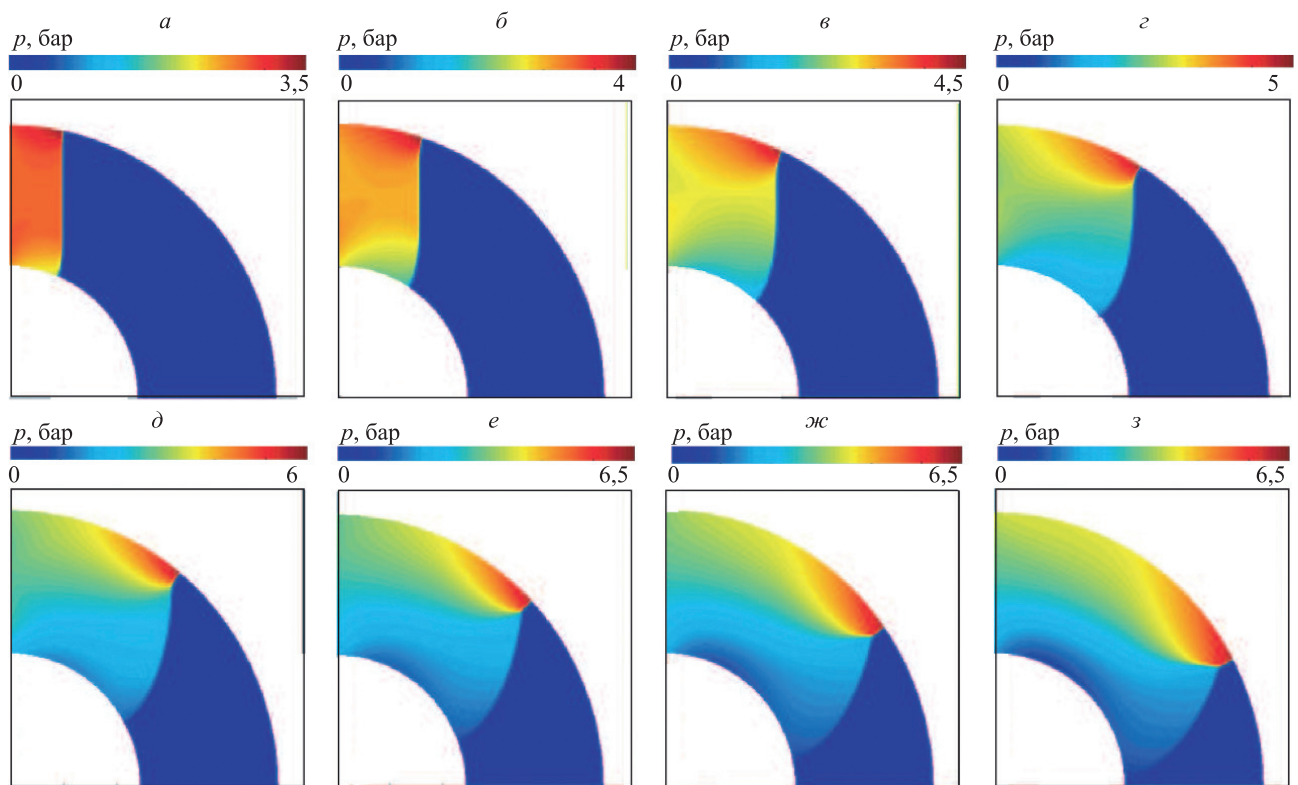 а б в г
p, бар p, бар p, бар p, бар
0 3,5 0 4 0 4,5 0 5
д е ж з
p, бар p, бар p, бар p, бар
0 6 0 6,5 0 6,5 0 6,5